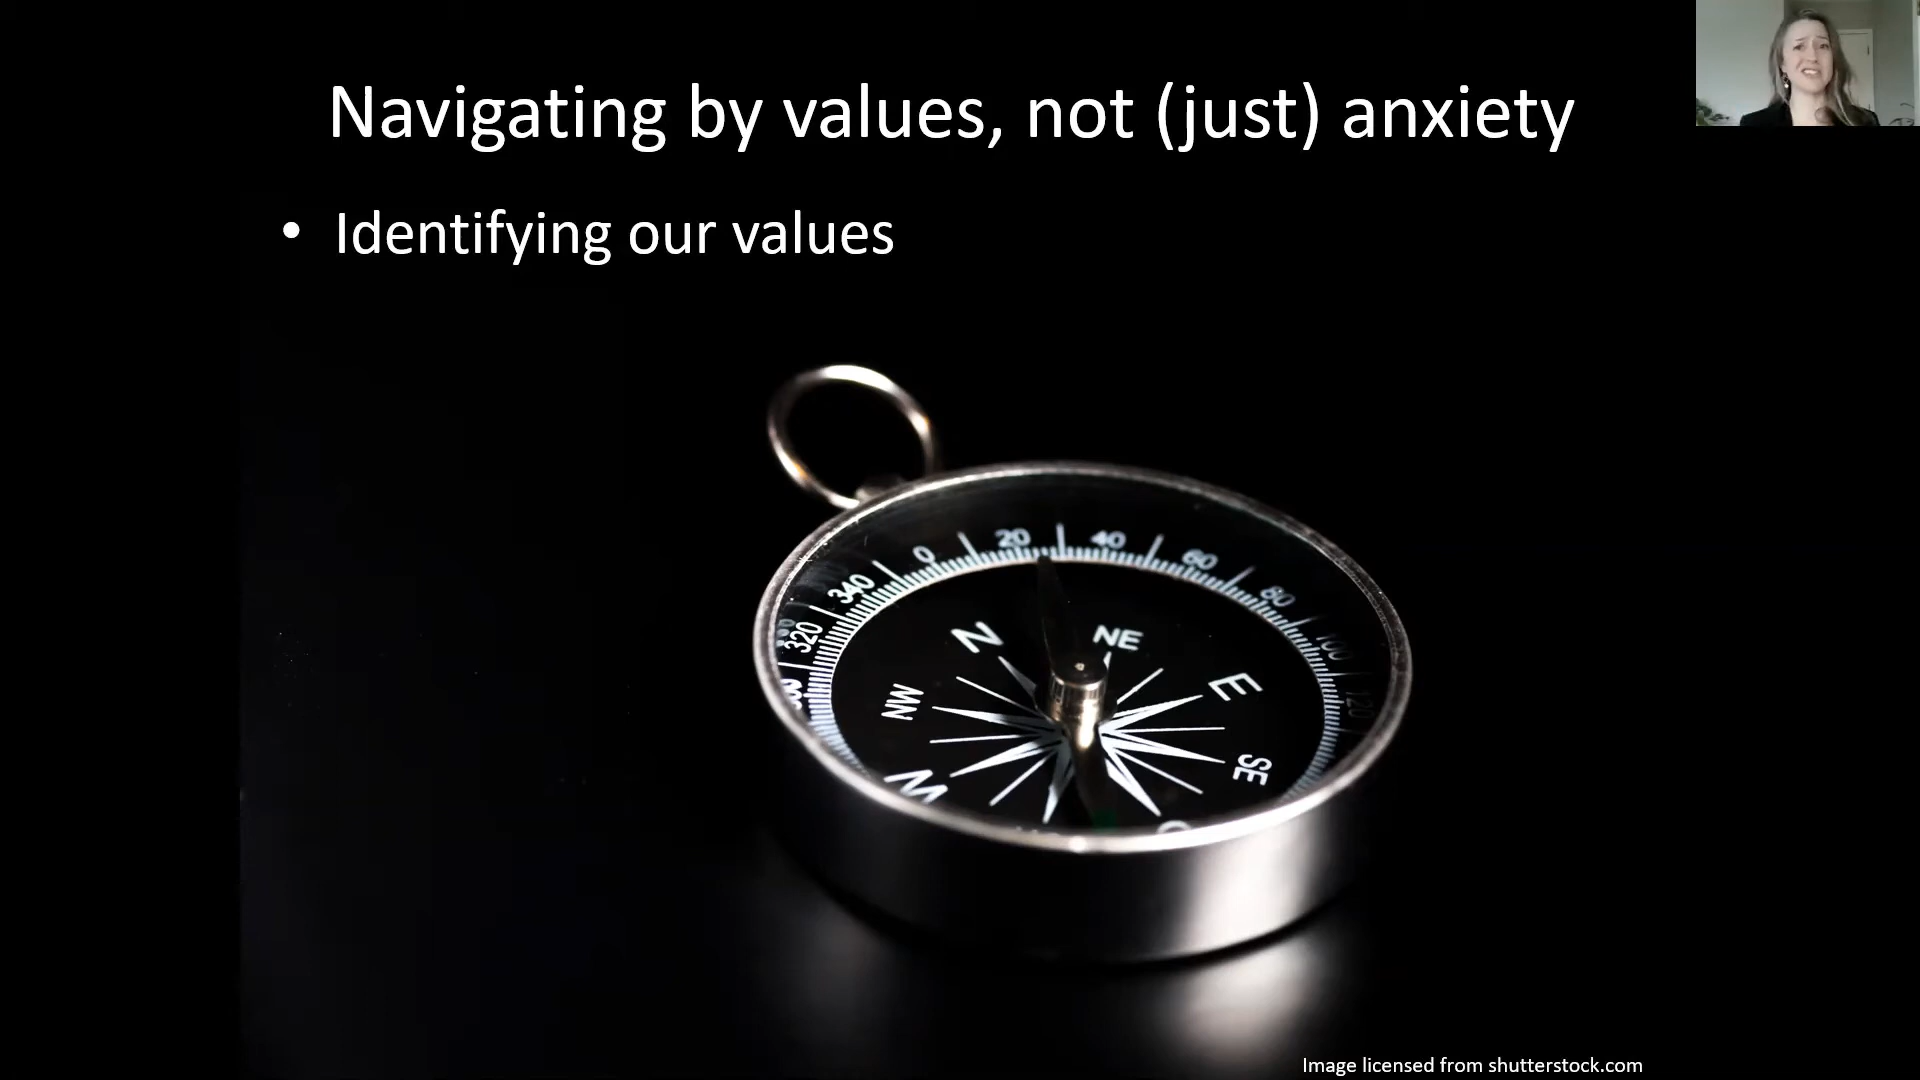 Navigating by values, not (just) anxiety
• Identifying our values
0 20 40 60 80 100 120
340
320
N NE E SE
NW
W
Image licensed from shutterstock.com